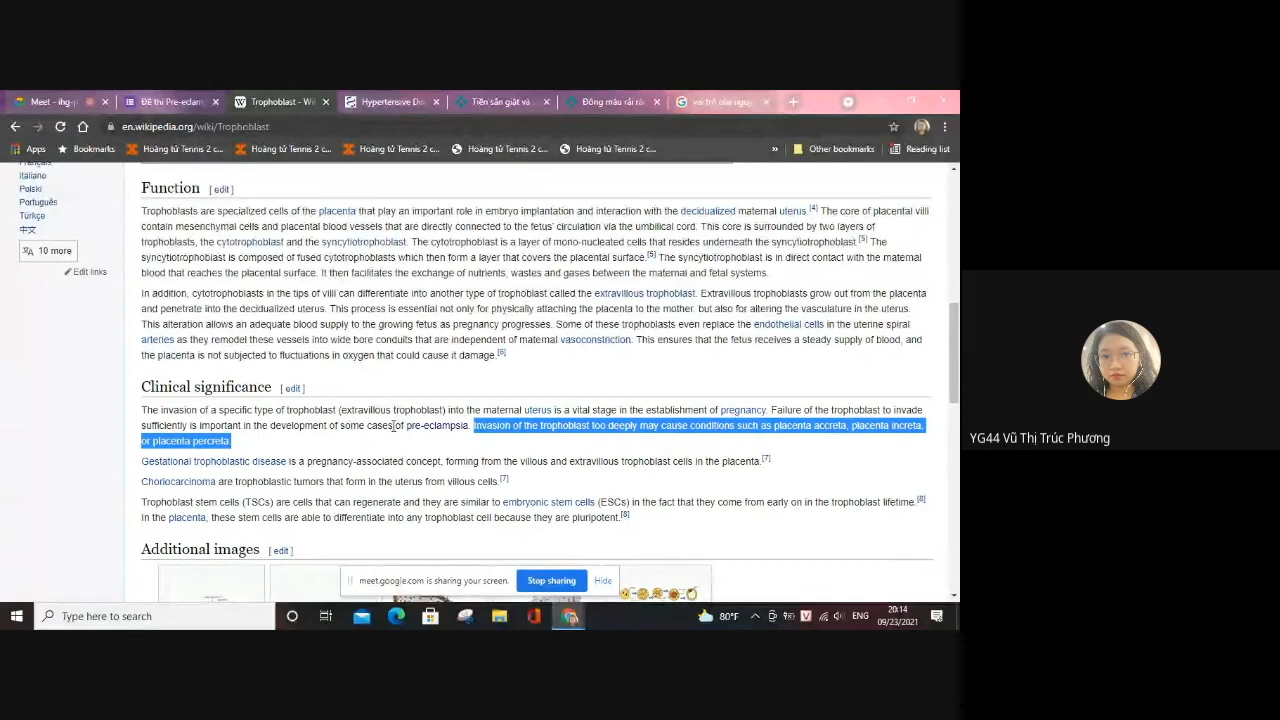 Meet - ihg-p
Đề thi Pre-eclam
Trophoblast - Wi
Hypertensive Dis
Tiền sản giật và
Đông máu rải rá
vai trò của nguy
en.wikipedia.org/wiki/Trophoblast
Apps
Bookmarks
Hoàng tử Tennis 2 c...
Hoàng tử Tennis 2 c...
Hoàng tử Tennis 2 c...
Hoàng tử Tennis 2 c...
Hoàng tử Tennis 2 c...
»
Other bookmarks
Reading list
Français
Italiano
Polski
Português
Türkçe
中文
10 more
Edit links
Function [ edit ]
Trophoblasts are specialized cells of the placenta that play an important role in embryo implantation and interaction with the decidualized maternal uterus.[4] The core of placental villi
contain mesenchymal cells and placental blood vessels that are directly connected to the fetus' circulation via the umbilical cord. This core is surrounded by two layers of
trophoblasts, the cytotrophoblast and the syncytiotrophoblast. The cytotrophoblast is a layer of mono-nucleated cells that resides underneath the syncytiotrophoblast.[5] The
syncytiotrophoblast is composed of fused cytotrophoblasts which then form a layer that covers the placental surface.[5] The syncytiotrophoblast is in direct contact with the maternal
blood that reaches the placental surface. It then facilitates the exchange of nutrients, wastes and gases between the maternal and fetal systems.
In addition, cytotrophoblasts in the tips of villi can differentiate into another type of trophoblast called the extravillous trophoblast. Extravillous trophoblasts grow out from the placenta
and penetrate into the decidualized uterus. This process is essential not only for physically attaching the placenta to the mother, but also for altering the vasculature in the uterus.
This alteration allows an adequate blood supply to the growing fetus as pregnancy progresses. Some of these trophoblasts even replace the endothelial cells in the uterine spiral
arteries as they remodel these vessels into wide bore conduits that are independent of maternal vasoconstriction. This ensures that the fetus receives a steady supply of blood, and
the placenta is not subjected to fluctuations in oxygen that could cause it damage.[6]
Clinical significance [ edit ]
The invasion of a specific type of trophoblast (extravillous trophoblast) into the maternal uterus is a vital stage in the establishment of pregnancy. Failure of the trophoblast to invade
sufficiently is important in the development of some cases of pre-eclampsia. Invasion of the trophoblast too deeply may cause conditions such as placenta accreta, placenta increta,
or placenta percreta.
Gestational trophoblastic disease is a pregnancy-associated concept, forming from the villous and extravillous trophoblast cells in the placenta.[7]
Choriocarcinoma are trophoblastic tumors that form in the uterus from villous cells.[7]
Trophoblast stem cells (TSCs) are cells that can regenerate and they are similar to embryonic stem cells (ESCs) in the fact that they come from early on in the trophoblast lifetime.[8]
In the placenta, these stem cells are able to differentiate into any trophoblast cell because they are pluripotent.[8]
Additional images [ edit ]
meet.google.com is sharing your screen.
Stop sharing
Hide
Type here to search
80°F
ENG
20:14
09/23/2021
YG44 Vũ Thị Trúc Phương